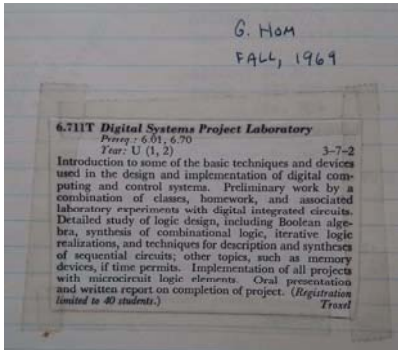 G. HOM
FALL, 1969
6.711T Digital Systems Project Laboratory
Prereq.: 6.01, 6.70
Year: U (1, 2) 3-7-2
Introduction to some of the basic techniques and devices
used in the design and implementation of digital com-
puting and control systems. Preliminary work by a
combination of classes, homework, and associated
laboratory experiments with digital integrated circuits.
Detailed study of logic design, including Boolean alge-
bra, synthesis of combinational logic, iterative logic
realizations, and techniques for description and syntheses
of sequential circuits; other topics, such as memory
devices, if time permits. Implementation of all projects
with microcircuit logic elements. Oral presentation
and written report on completion of project. (Registration
limited to 40 students.) Troxel